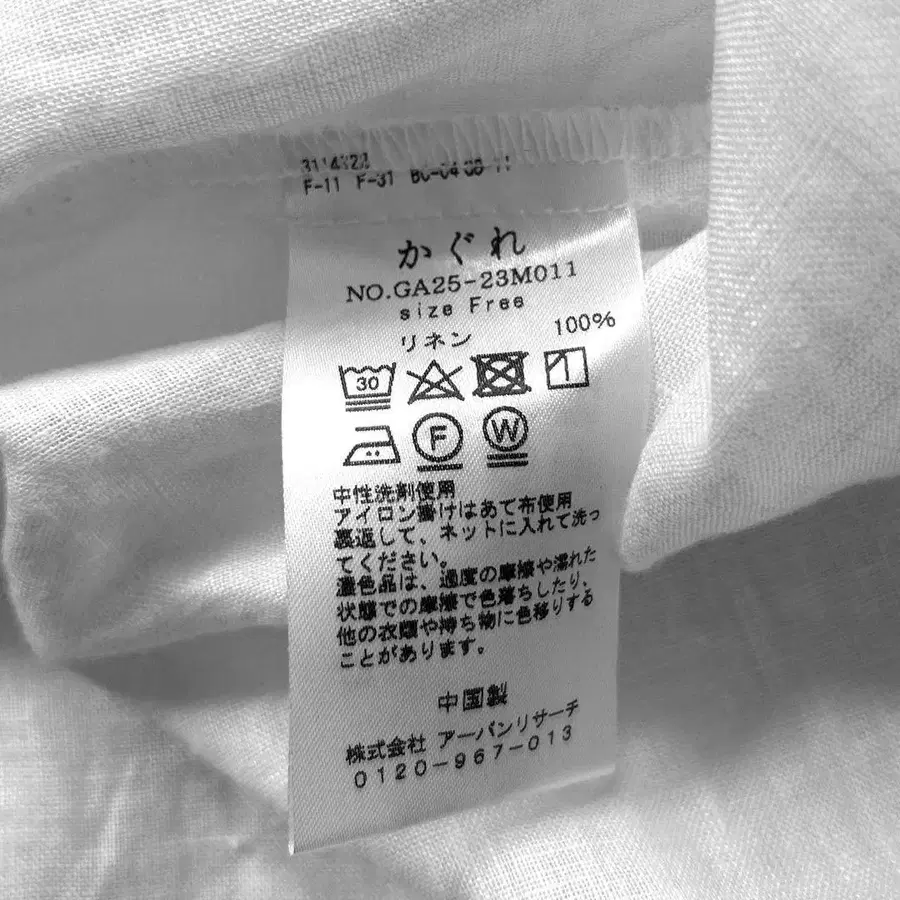 F-11 F-31
かぐれ
NO.GA25-23M011
size Free
リネン 100%
30
F W
中性洗剤使用
アイロン掛けはあて布使用
裏返して、ネットに入れて洗っ
てください。
濃色品は、過度の摩擦や濡れた
状態での摩擦で色落ちしたり、
他の衣類や持ち物に色移りする
ことがあります。
中国製
株式会社 アーバンリサーチ
0120-967-013